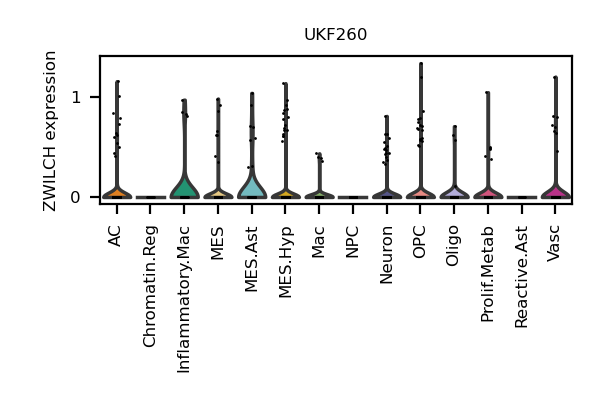 UKF260
ZWILCH expression
1
0
AC
Chromatin.Reg
Inflammatory.Mac
MES
MES.Ast
MES.Hyp
Mac
NPC
Neuron
OPC
Oligo
Prolif.Metab
Reactive.Ast
Vasc